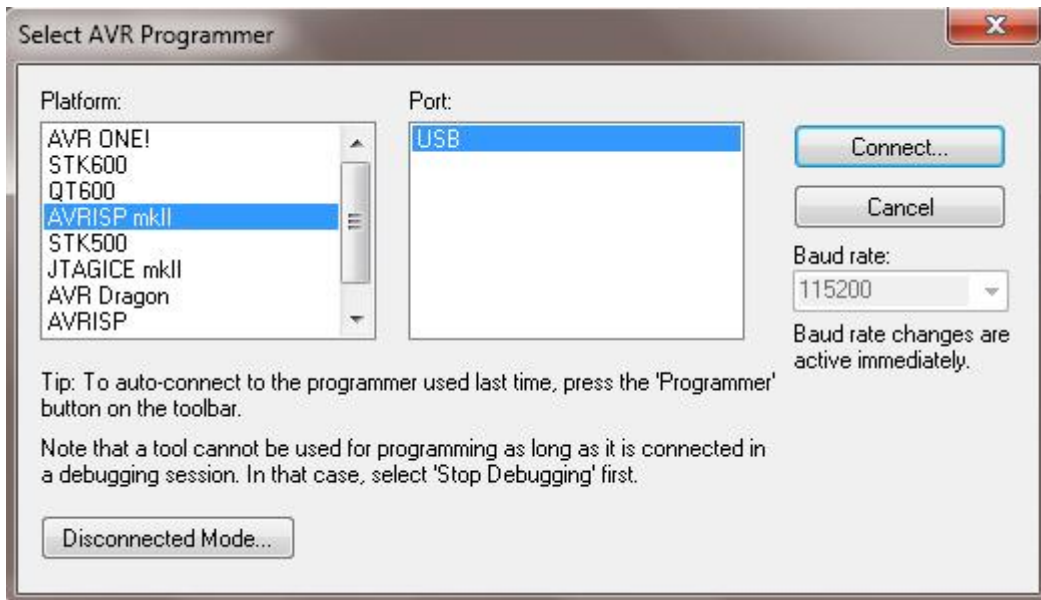 Select AVR Programmer
Platform:
AVR ONE!
STK600
QT600
AVRISP mkII
STK500
JTAGICE mkII
AVR Dragon
AVRISP
Port:
USB
Connect...
Cancel
Baud rate:
115200
Baud rate changes are
active immediately.
Tip: To auto-connect to the programmer used last time, press the 'Programmer'
button on the toolbar.
Note that a tool cannot be used for programming as long as it is connected in
a debugging session. In that case, select 'Stop Debugging' first.
Disconnected Mode...